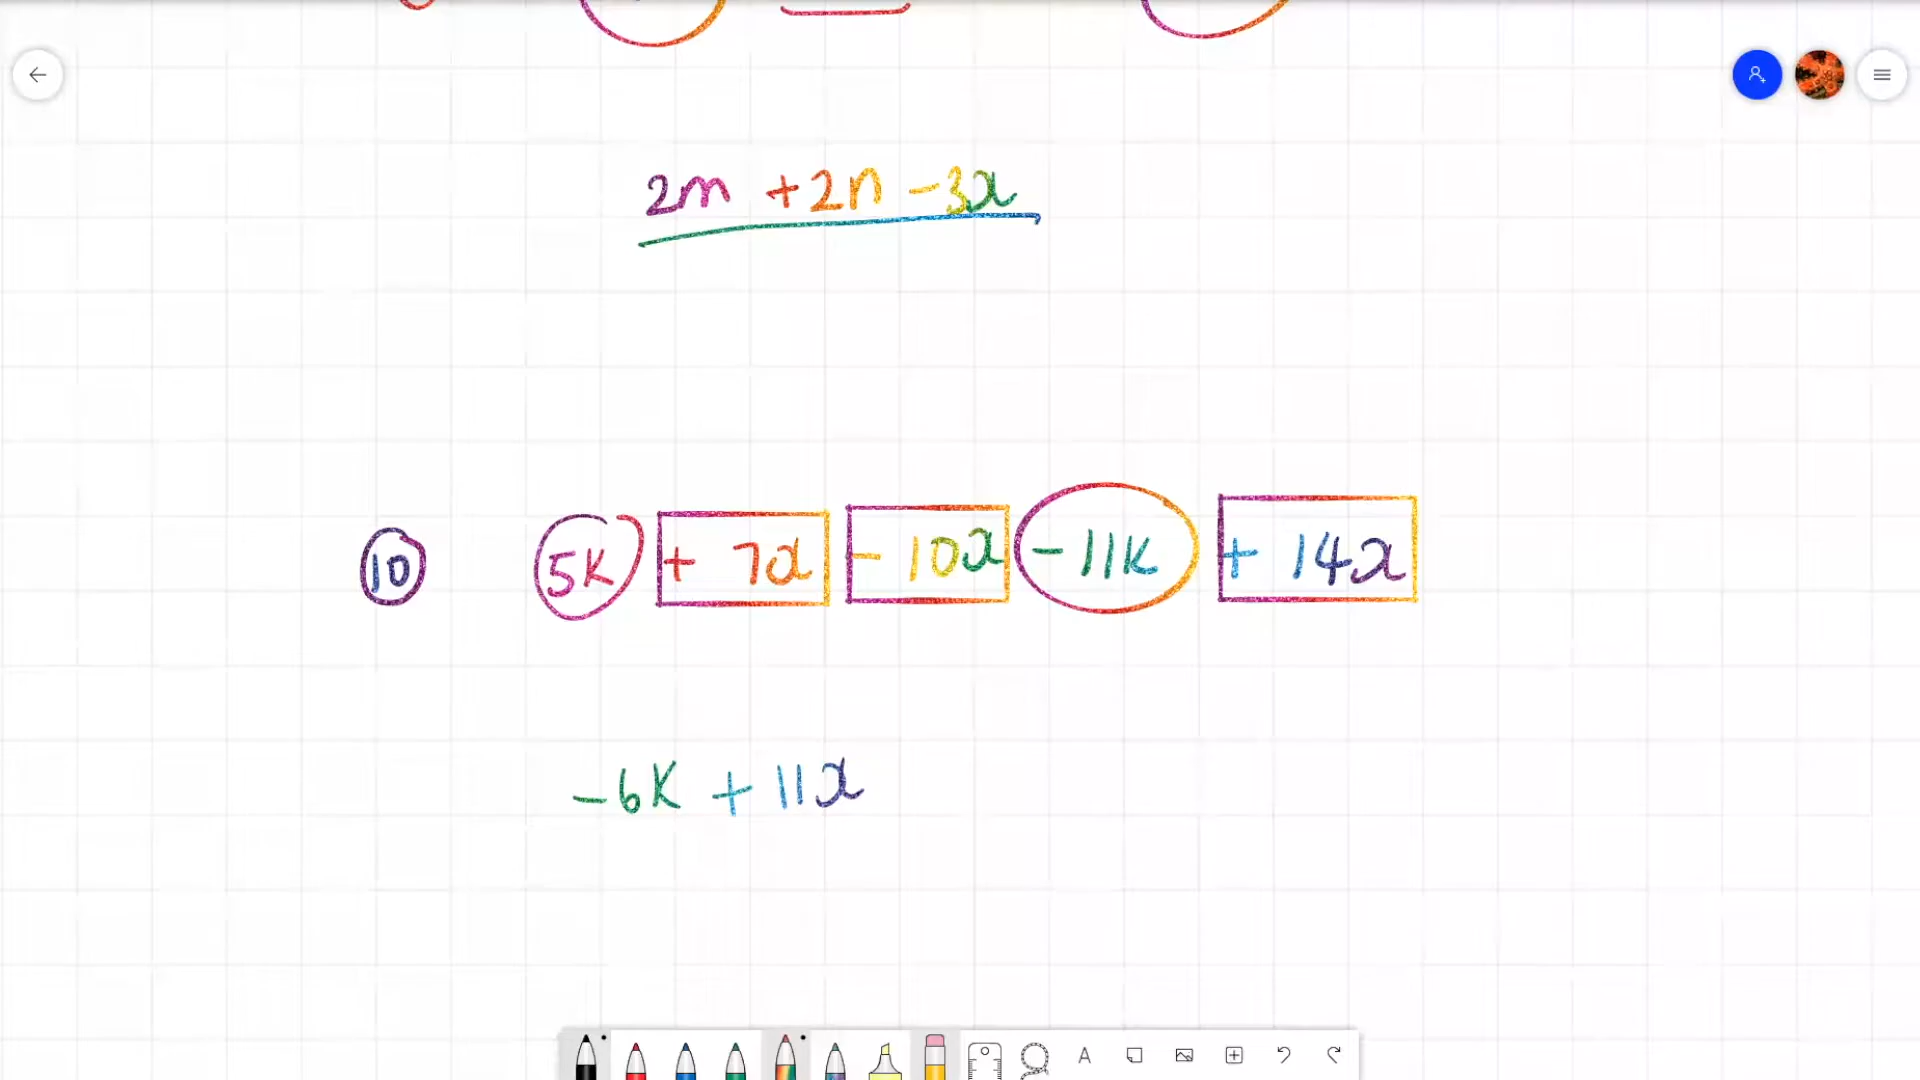 2m + 2n - 3x
10 5k + 7x - 10x - 11k + 14x
-6k + 11x
A